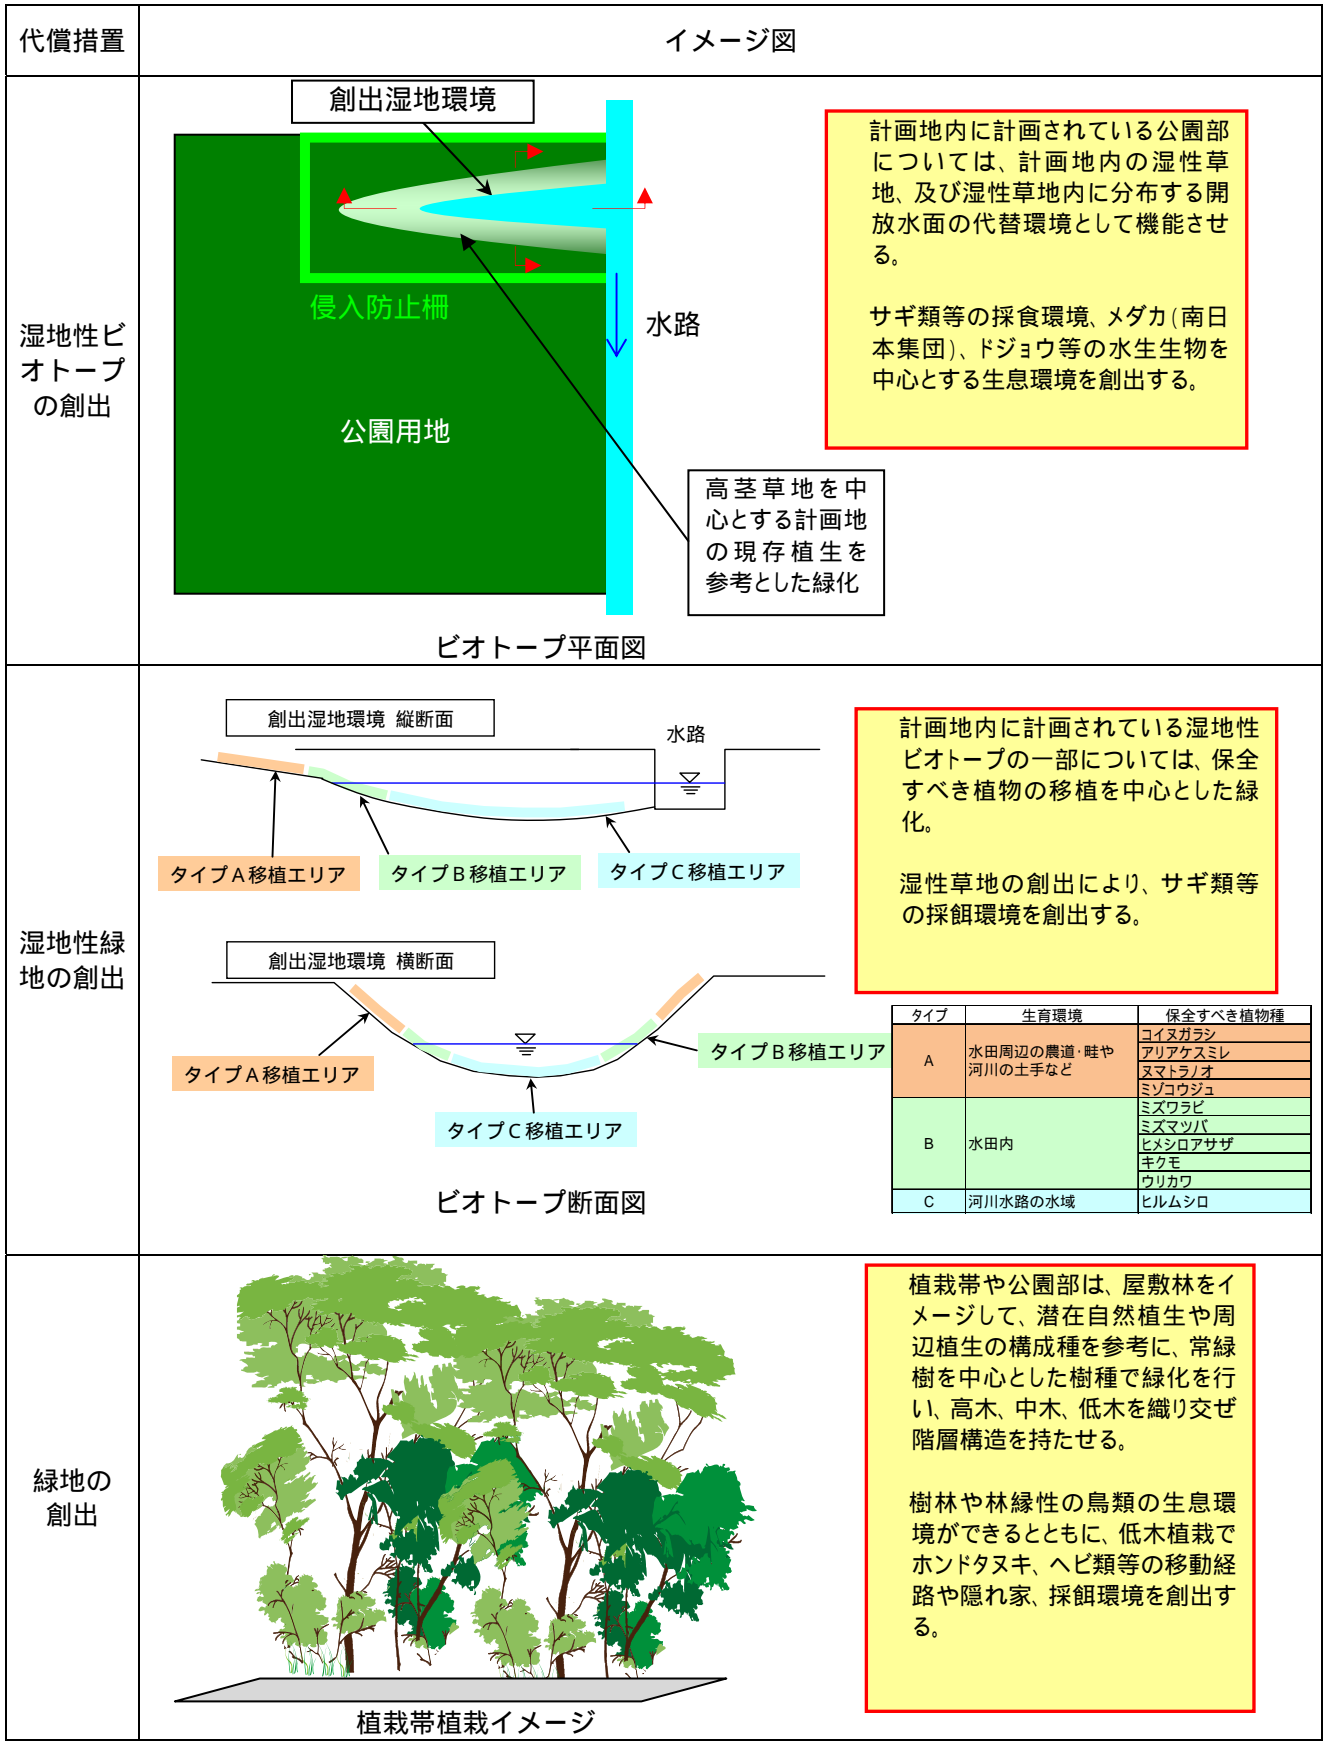 代償措置
イメージ図
湿地性ビ
オトープ
の創出
創出湿地環境
侵入防止柵
水路
公園用地
高茎草地を中
心とする計画地
の現存植生を
参考とした緑化
ビオトープ平面図
計画地内に計画されている公園部
については、計画地内の湿性草
地、及び湿性草地内に分布する開
放水面の代替環境として機能させ
る。
サギ類等の採食環境、メダカ(南日
本集団)、ドジョウ等の水生生物を
中心とする生息環境を創出する。
湿地性緑
地の創出
創出湿地環境 縦断面
水路
タイプA移植エリア
タイプB移植エリア
タイプC移植エリア
創出湿地環境 横断面
タイプA移植エリア
タイプB移植エリア
タイプC移植エリア
ビオトープ断面図
計画地内に計画されている湿地性
ビオトープの一部については、保全
すべき植物の移植を中心とした緑
化。
湿性草地の創出により、サギ類等
の採餌環境を創出する。
タイプ 生育環境 保全すべき植物種
A 水田周辺の農道・畦や
河川の土手など
コイヌガラシ
アリアケスミレ
ヌマトラノオ
ミゾコウジュ
B 水田内
ミズワラビ
ミズマツバ
ヒメシロアサザ
キクモ
ウリカワ
C 河川水路の水域 ヒルムシロ
緑地の
創出
植栽帯植栽イメージ
植栽帯や公園部は、屋敷林をイ
メージして、潜在自然植生や周
辺植生の構成種を参考に、常緑
樹を中心とした樹種で緑化を行
い、高木、中木、低木を織り交ぜ
階層構造を持たせる。
樹林や林縁性の鳥類の生息環
境ができるとともに、低木植栽で
ホンドタヌキ、ヘビ類等の移動経
路や隠れ家、採餌環境を創出す
る。